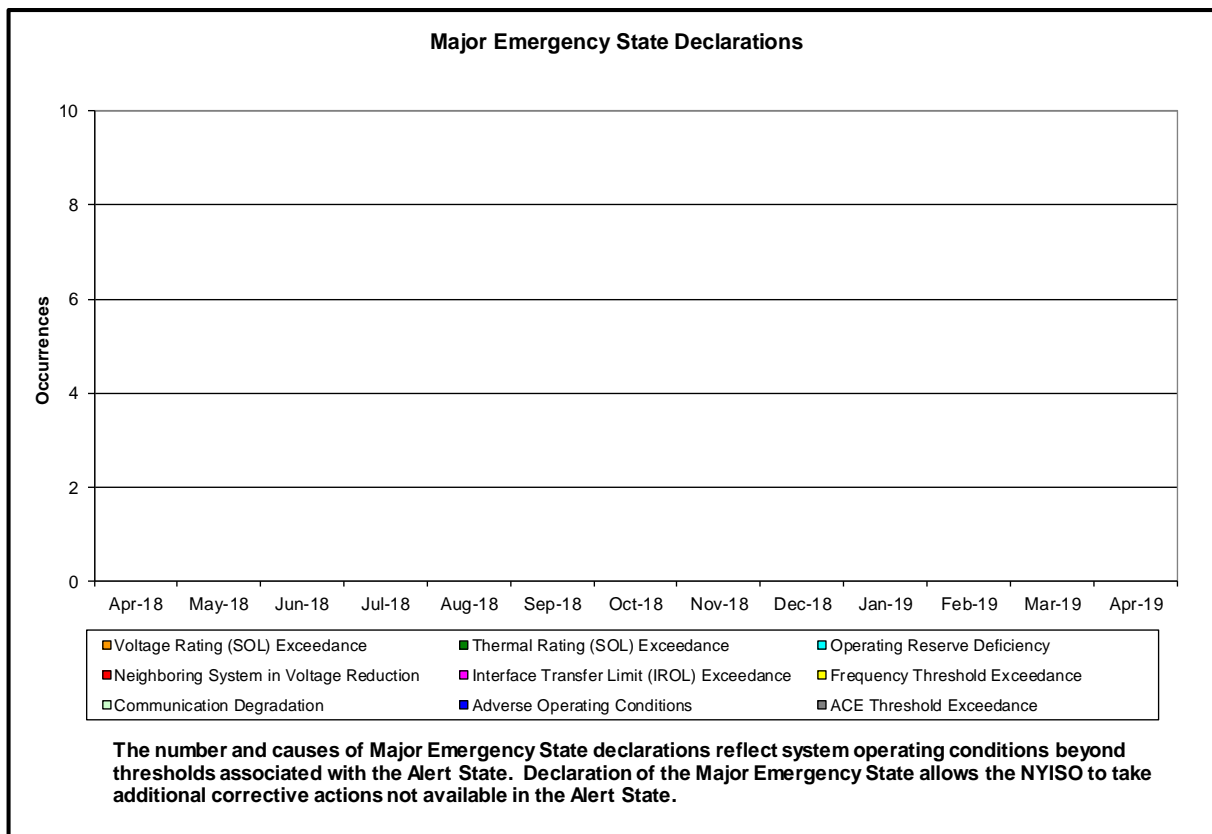 Major Emergency State Declarations
10
8
6
4
2
0
Occurrences
Apr-18 May-18 Jun-18 Jul-18 Aug-18 Sep-18 Oct-18 Nov-18 Dec-18 Jan-19 Feb-19 Mar-19 Apr-19
Voltage Rating (SOL) Exceedance Thermal Rating (SOL) Exceedance Operating Reserve Deficiency
Neighboring System in Voltage Reduction Interface Transfer Limit (IROL) Exceedance Frequency Threshold Exceedance
Communication Degradation Adverse Operating Conditions ACE Threshold Exceedance
The number and causes of Major Emergency State declarations reflect system operating conditions beyond
thresholds associated with the Alert State.  Declaration of the Major Emergency State allows the NYISO to take
additional corrective actions not available in the Alert State.